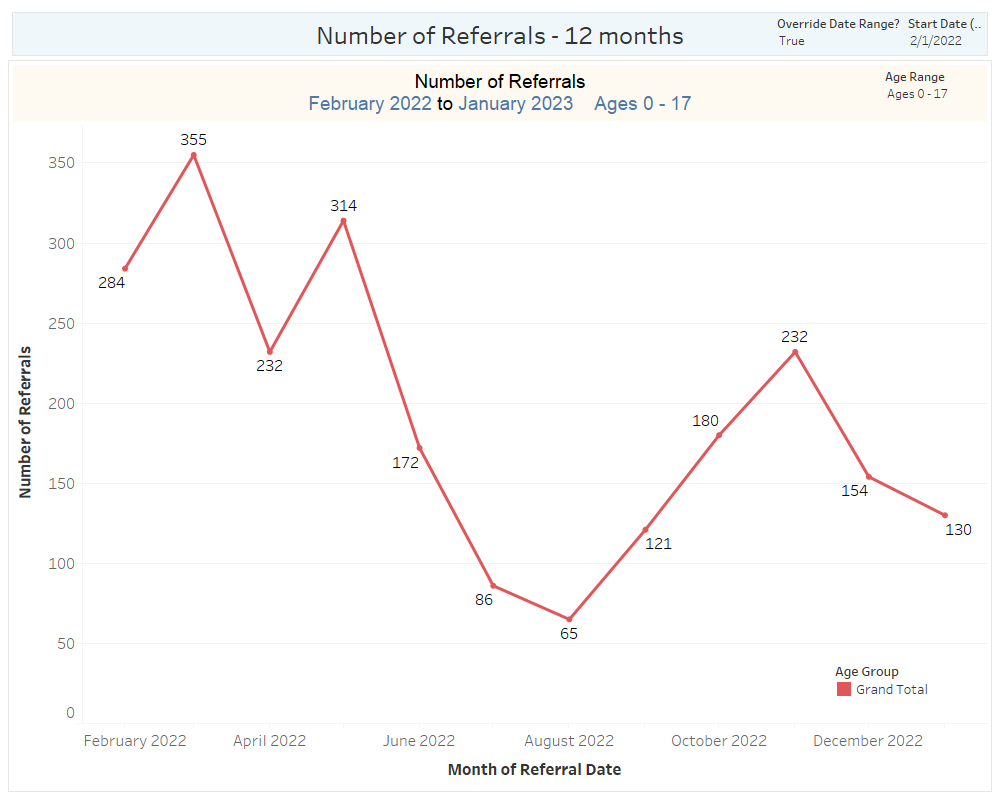 Number of Referrals - 12 months
Override Date Range? Start Date (..
True 2/1/2022
Number of Referrals
February 2022 to January 2023 Ages 0 - 17
Age Range
Ages 0 - 17
Number of Referrals
350
300
250
200
150
100
50
0
284
355
232
314
172
86
65
121
180
232
154
130
Age Group
Grand Total
February 2022 April 2022 June 2022 August 2022 October 2022 December 2022
Month of Referral Date